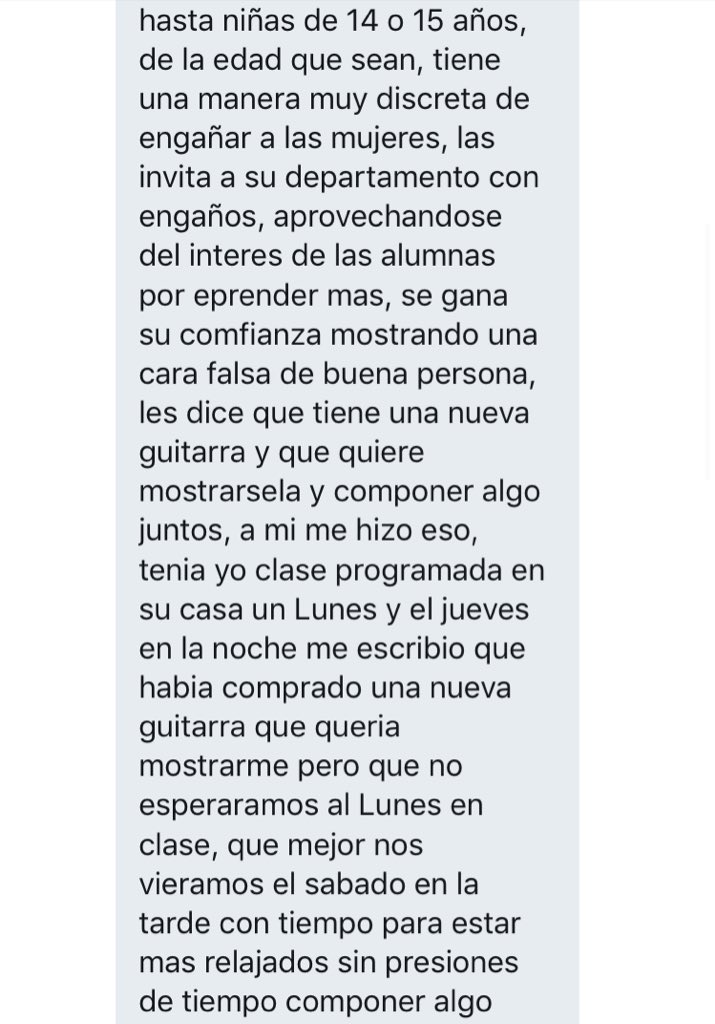 hasta niñas de 14 o 15 años,
de la edad que sean, tiene
una manera muy discreta de
engañar a las mujeres, las
invita a su departamento con
engaños, aprovechandose
del interes de las alumnas
por eprender mas, se gana
su comfianza mostrando una
cara falsa de buena persona,
les dice que tiene una nueva
guitarra y que quiere
mostrarsela y componer algo
juntos, a mi me hizo eso,
tenia yo clase programada en
su casa un Lunes y el jueves
en la noche me escribio que
habia comprado una nueva
guitarra que queria
mostrarme pero que no
esperaramos al Lunes en
clase, que mejor nos
vieramos el sabado en la
tarde con tiempo para estar
mas relajados sin presiones
de tiempo componer algo